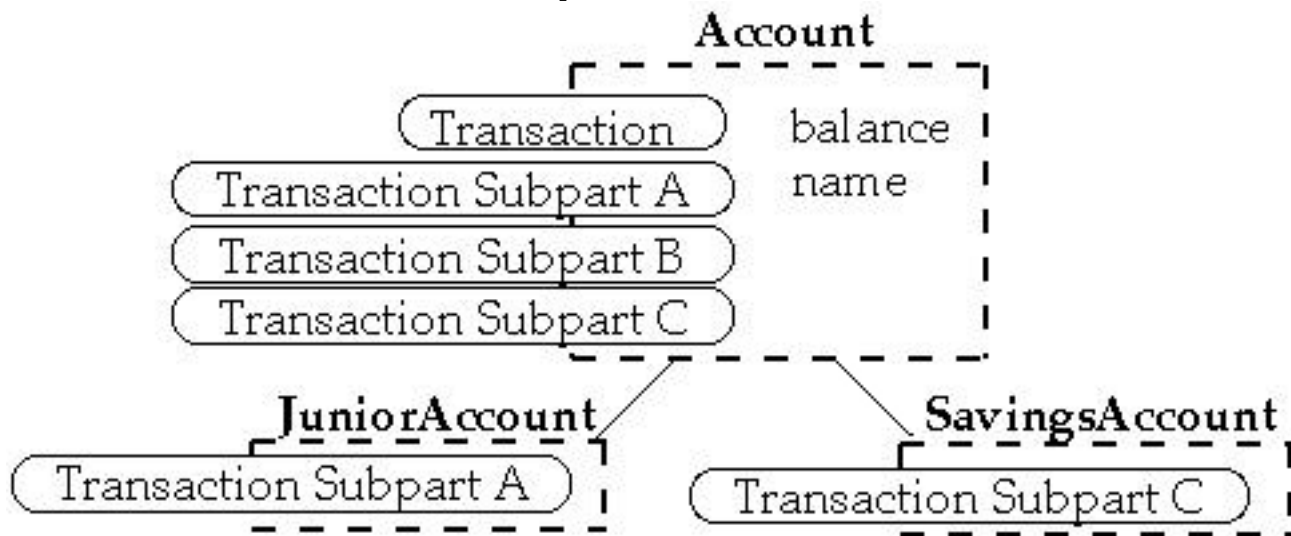 Account
Transaction balance
Transaction Subpart A name
Transaction Subpart B
Transaction Subpart C
JuniorAccount SavingsAccount
Transaction Subpart A Transaction Subpart C